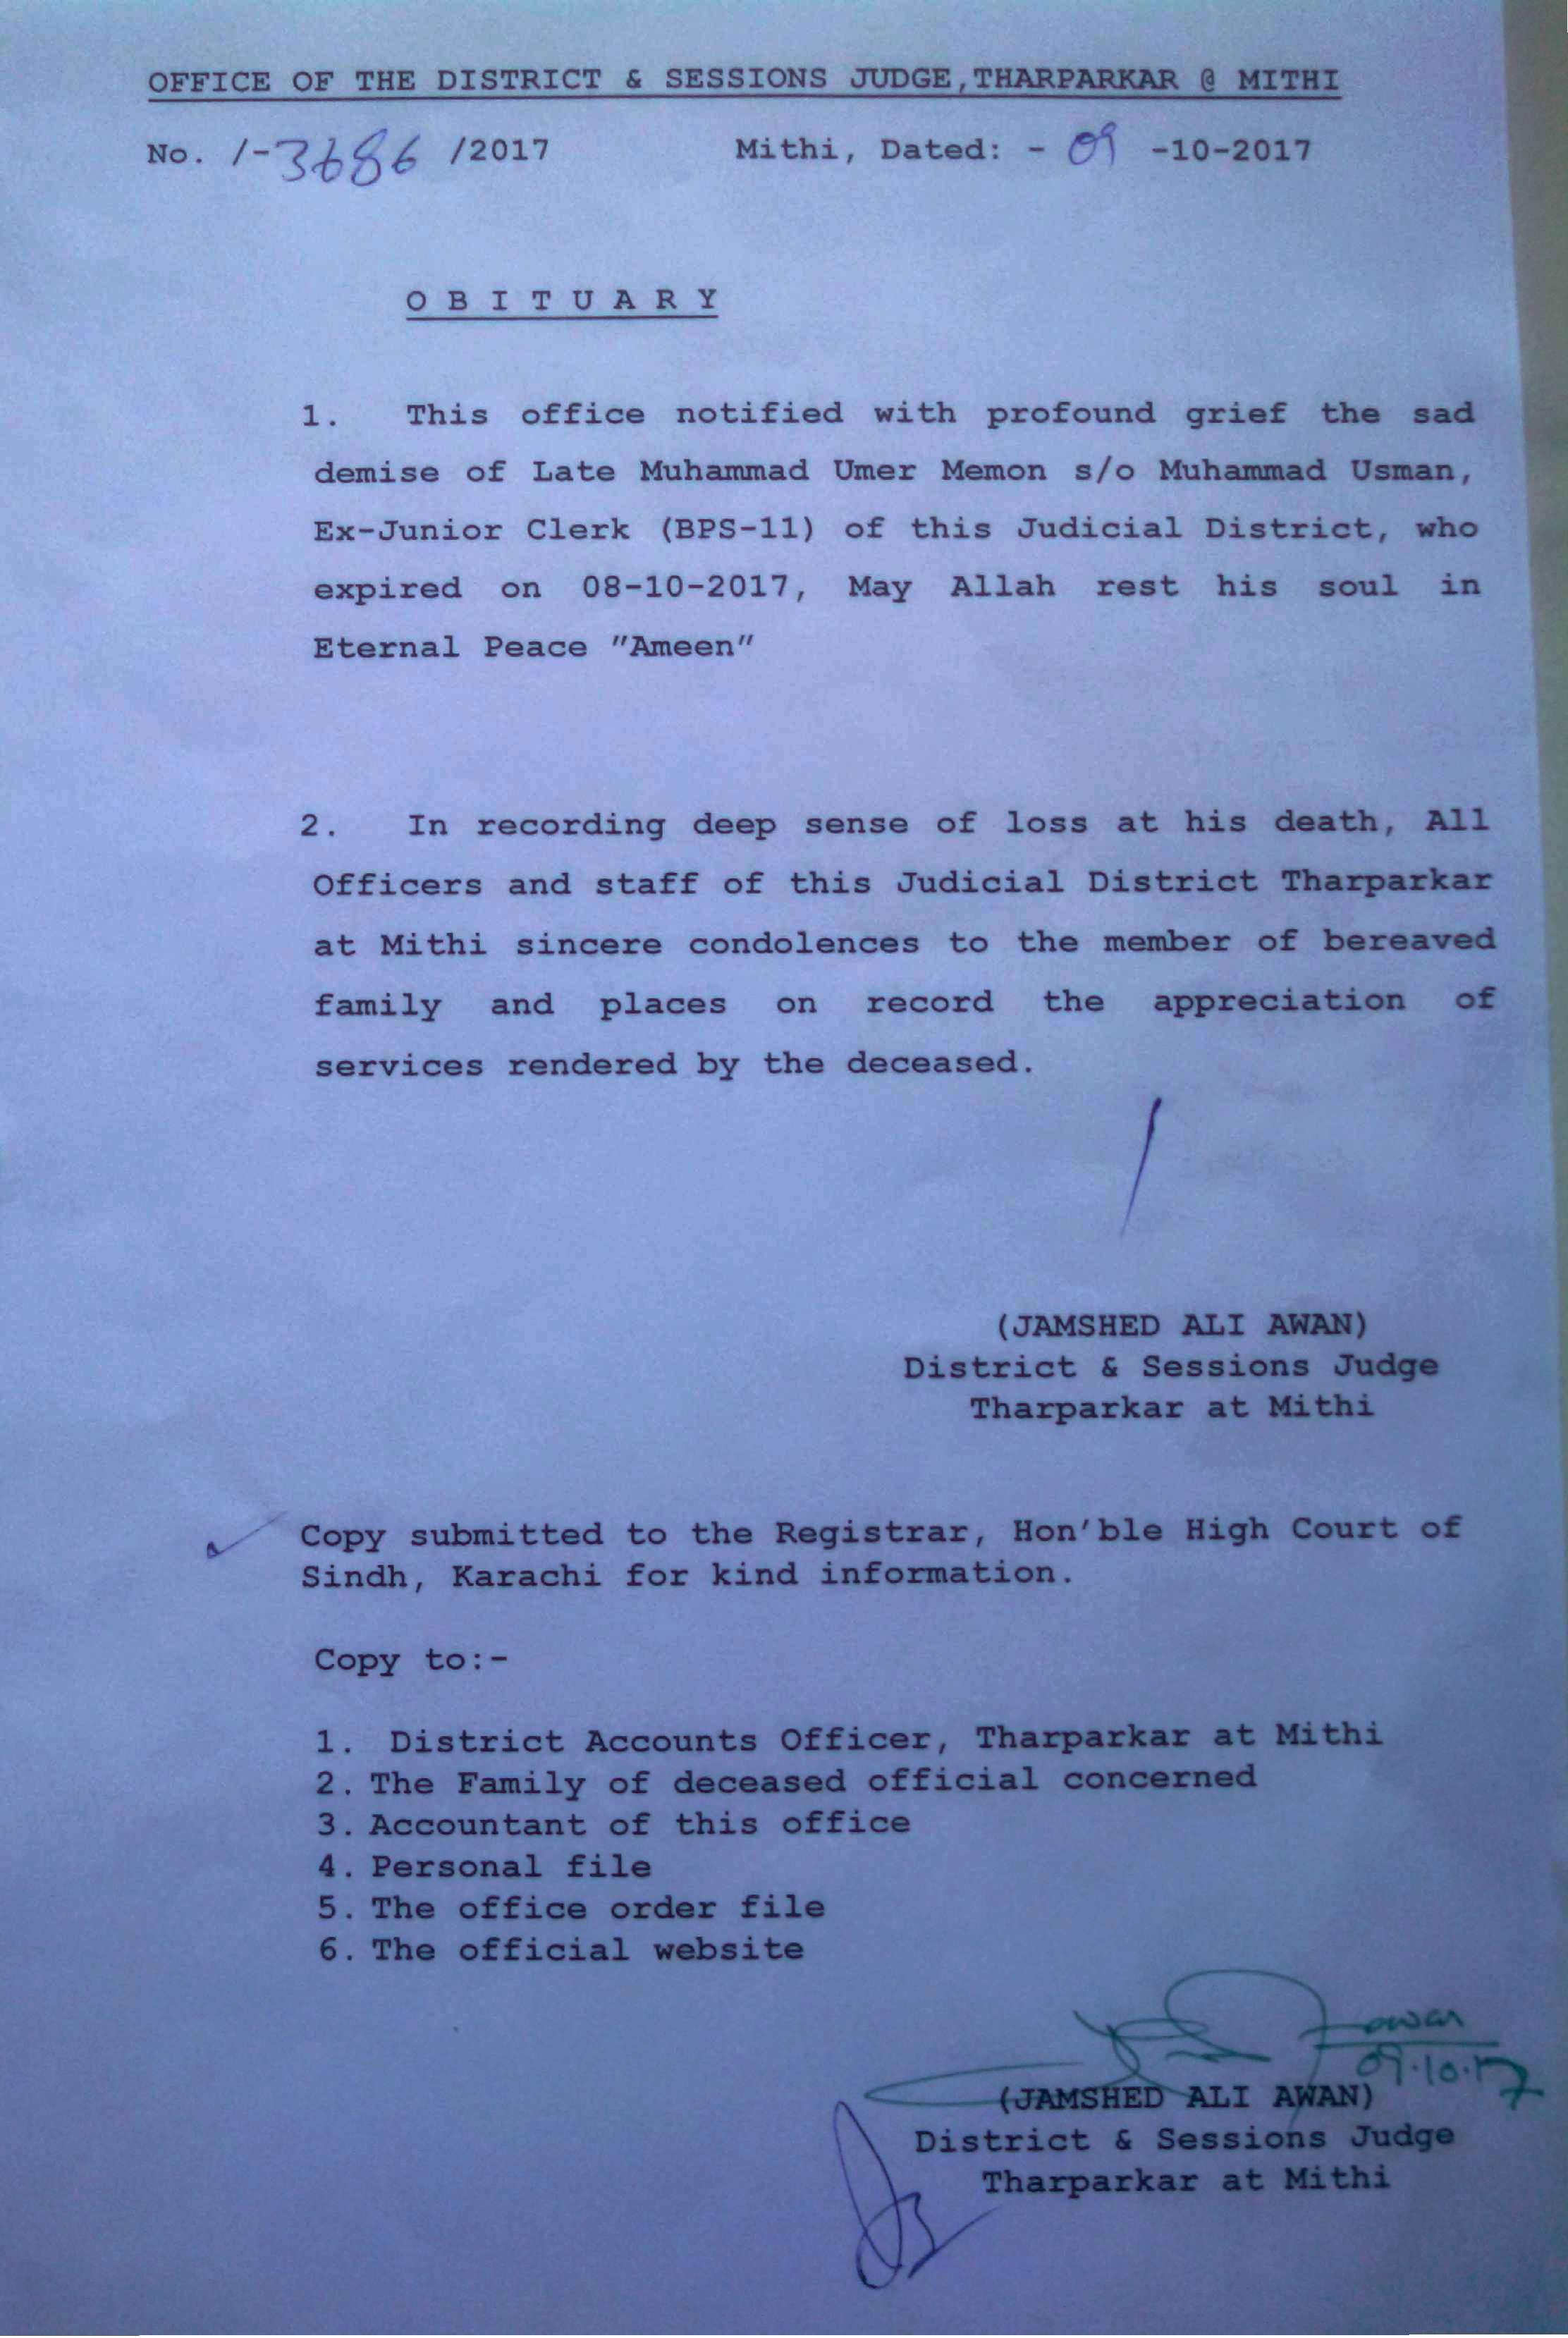 OFFICE OF THE DISTRICT & SESSIONS JUDGE,THARPARKAR @ MITHI
No. /-3686 /2017 Mithi, Dated: - 09 -10-2017
O B I T U A R Y
1. This office notified with profound grief the sad
demise of Late Muhammad Umer Memon s/o Muhammad Usman,
Ex-Junior Clerk (BPS-11) of this Judicial District, who
expired on 08-10-2017, May Allah rest his soul in
Eternal Peace "Ameen"
2. In recording deep sense of loss at his death, All
Officers and staff of this Judicial District Tharparkar
at Mithi sincere condolences to the member of bereaved
family and places on record the appreciation of
services rendered by the deceased.
(JAMSHED ALI AWAN)
District & Sessions Judge
Tharparkar at Mithi
Copy submitted to the Registrar, Hon'ble High Court of
Sindh, Karachi for kind information.
Copy to:-
1. District Accounts Officer, Tharparkar at Mithi
2. The Family of deceased official concerned
3. Accountant of this office
4. Personal file
5. The office order file
6. The official website
09.10.17
(JAMSHED ALI AWAN)
District & Sessions Judge
Tharparkar at Mithi